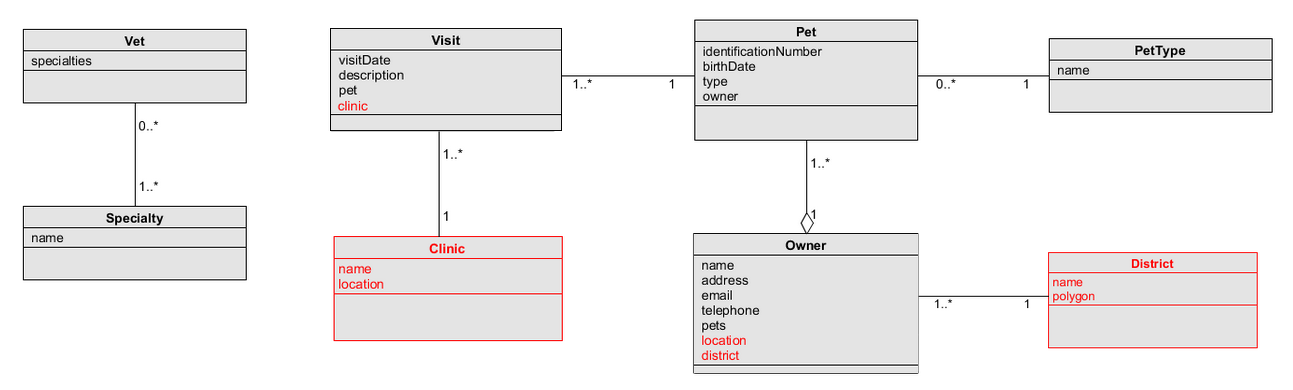 Vet
specialties
0..*
1..*
Specialty
name
Visit
visitDate
description
pet
clinic
1..*
1
1..*
1
Clinic
name
location
Pet
identificationNumber
birthDate
type
owner
0..*
1
PetType
name
1..*
1
Owner
name
address
email
telephone
pets
location
district
1..*
1
District
name
polygon